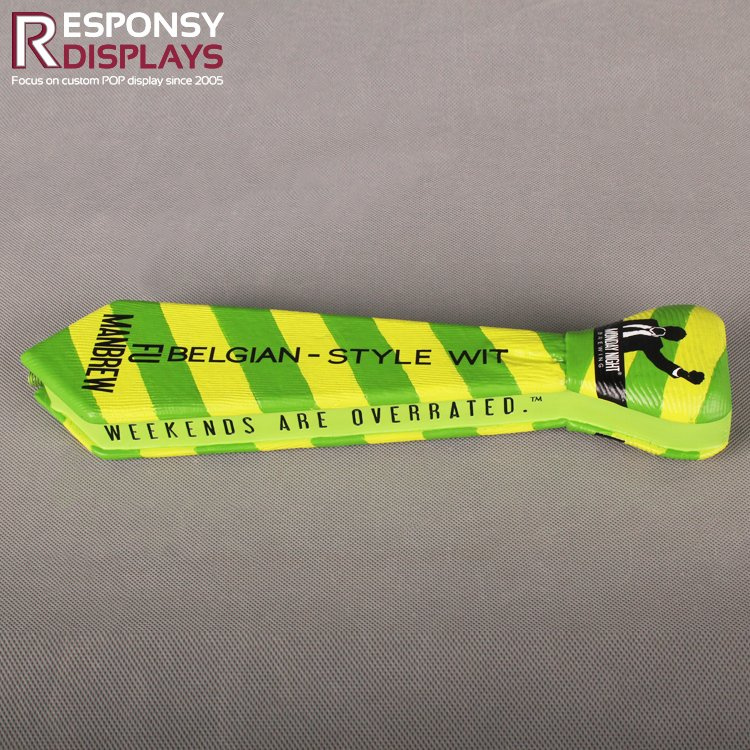 RESPONSY
DISPLAYS
Focus on custom POP display since 2005
MANBREW
FU
BELGIAN - STYLE WIT
WEEKENDS ARE OVERRATED.™
MONDAY NIGHT
BREWING